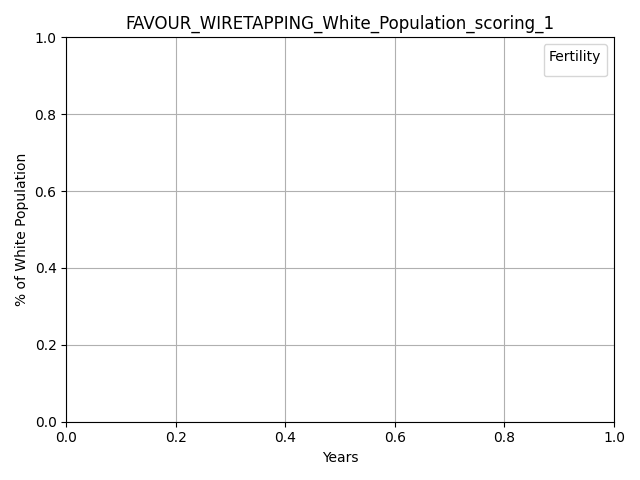 FAVOUR_WIRETAPPING_White_Population_scoring_1
Fertility
1.0
0.8
0.6
0.4
0.2
0.0
% of White Population
0.0 0.2 0.4 0.6 0.8 1.0
Years